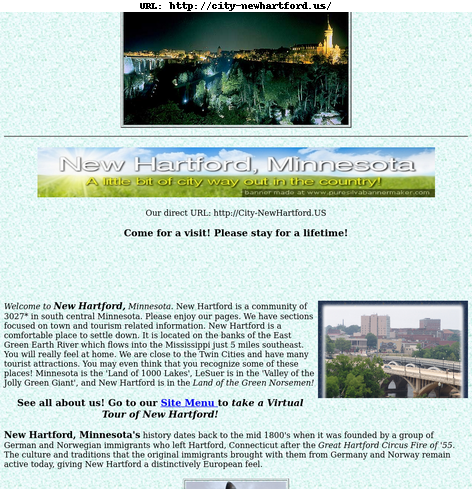 URL: http://city-newhartford.us/
New Hartford, Minnesota
A little bit of city way out in the country!
banner made at www.puresilvabannermaker.com
Our direct URL: http://City-NewHartford.US
Come for a visit! Please stay for a lifetime!
Welcome to New Hartford, Minnesota. New Hartford is a community of
3027* in south central Minnesota. Please enjoy our pages. We have sections
focused on town and tourism related information. New Hartford is a
comfortable place to settle down. It is located on the banks of the East
Green Earth River which flows into the Mississippi just 5 miles southeast.
You will really feel at home. We are close to the Twin Cities and have many
tourist attractions. You may even think that you recognize some of these
places! Minnesota is the 'Land of 1000 Lakes', LeSuer is in the 'Valley of the
Jolly Green Giant', and New Hartford is in the Land of the Green Norsemen!
See all about us! Go to our Site Menu to take a Virtual
Tour of New Hartford!
New Hartford, Minnesota's history dates back to the mid 1800's when it was founded by a group of
German and Norwegian immigrants who left Hartford, Connecticut after the Great Hartford Circus Fire of '55.
The culture and traditions that the original immigrants brought with them from Germany and Norway remain
active today, giving New Hartford a distinctively European feel.